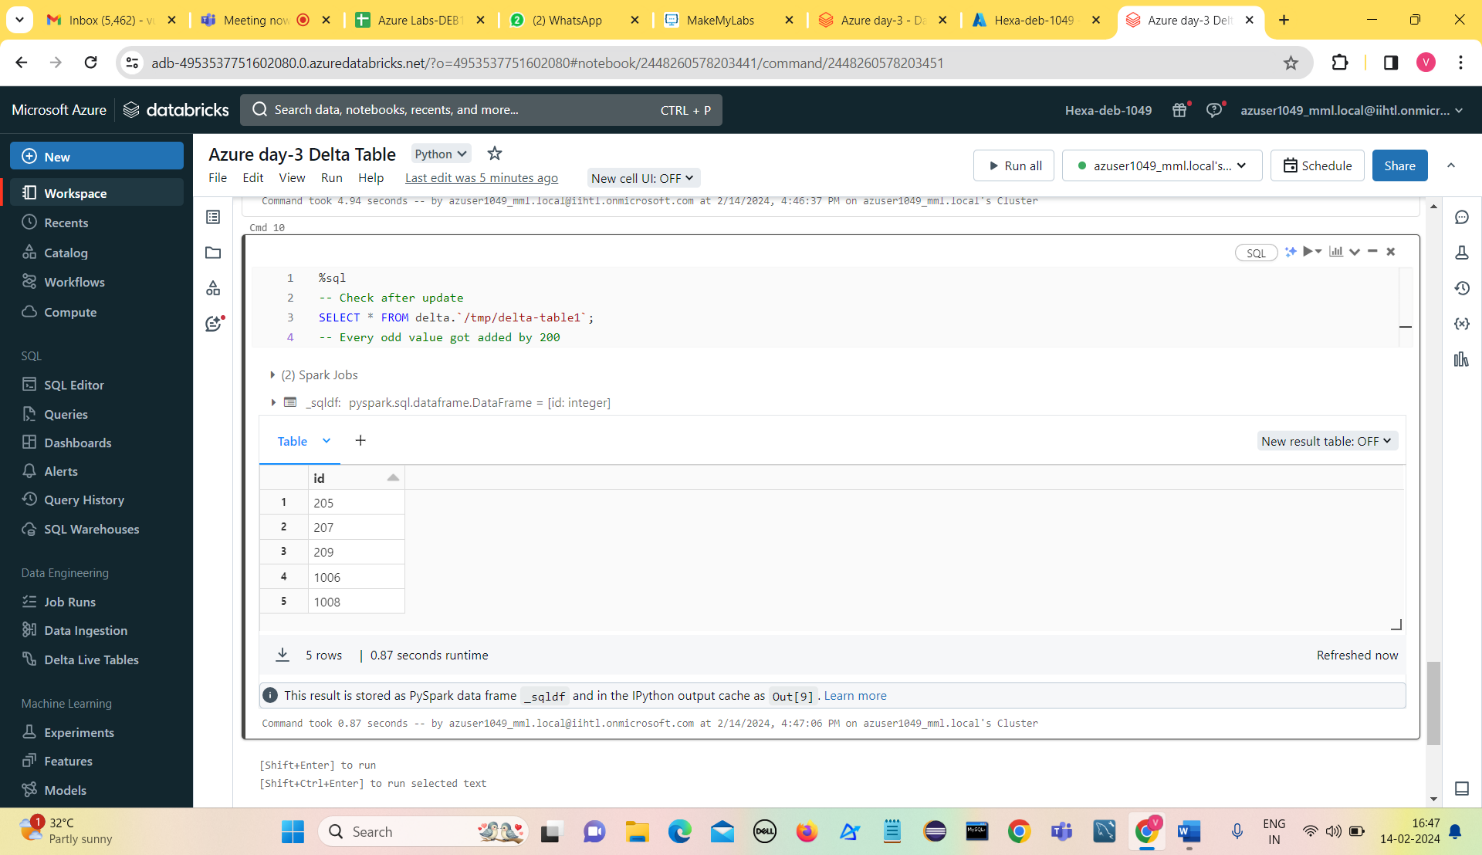 Inbox (5,462) - v
Meeting now
Azure Labs-DEB1
(2) WhatsApp
MakeMyLabs
Azure day-3 - Da
Hexa-deb-1049
Azure day-3 Del
adb-4953537751602080.0.azuredatabricks.net/?o=4953537751602080#notebook/2448260578203441/command/2448260578203451
V
Microsoft Azure
databricks
Search data, notebooks, recents, and more...
CTRL + P
Hexa-deb-1049
azuser1049_mml.local@iihtl.onmicr...
New
Workspace
Recents
Catalog
Workflows
Compute
SQL
SQL Editor
Queries
Dashboards
Alerts
Query History
SQL Warehouses
Data Engineering
Job Runs
Data Ingestion
Delta Live Tables
Machine Learning
Experiments
Features
Models
Azure day-3 Delta Table
Python
File Edit View Run Help Last edit was 5 minutes ago
New cell UI: OFF
Run all
azuser1049_mml.local's...
Schedule
Share
Command took 4.94 seconds -- by azuser1049_mml.local@iihtl.onmicrosoft.com at 2/14/2024, 4:46:37 PM on azuser1049_mml.local's Cluster
Cmd 10
SQL
1 %sql
2 -- Check after update
3 SELECT * FROM delta.`/tmp/delta-table1`;
4 -- Every odd value got added by 200
(2) Spark Jobs
_sqldf: pyspark.sql.dataframe.DataFrame = [id: integer]
Table
+
New result table: OFF
id
1 205
2 207
3 209
4 1006
5 1008
5 rows | 0.87 seconds runtime
Refreshed now
This result is stored as PySpark data frame _sqldf and in the IPython output cache as Out[9]. Learn more
Command took 0.87 seconds -- by azuser1049_mml.local@iihtl.onmicrosoft.com at 2/14/2024, 4:47:06 PM on azuser1049_mml.local's Cluster
[Shift+Enter] to run
[Shift+Ctrl+Enter] to run selected text
1
32°C
Partly sunny
Search
DELL
MySQL
V
W
ENG
IN
16:47
14-02-2024